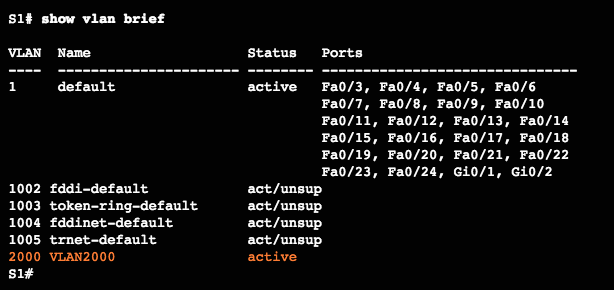 S1# show vlan brief
VLAN Name Status Ports
---- ---------------------- -------- -------------------------------
1 default active Fa0/3, Fa0/4, Fa0/5, Fa0/6
Fa0/7, Fa0/8, Fa0/9, Fa0/10
Fa0/11, Fa0/12, Fa0/13, Fa0/14
Fa0/15, Fa0/16, Fa0/17, Fa0/18
Fa0/19, Fa0/20, Fa0/21, Fa0/22
Fa0/23, Fa0/24, Gi0/1, Gi0/2
1002 fddi-default act/unsup
1003 token-ring-default act/unsup
1004 fddinet-default act/unsup
1005 trnet-default act/unsup
2000 VLAN2000 active
S1#